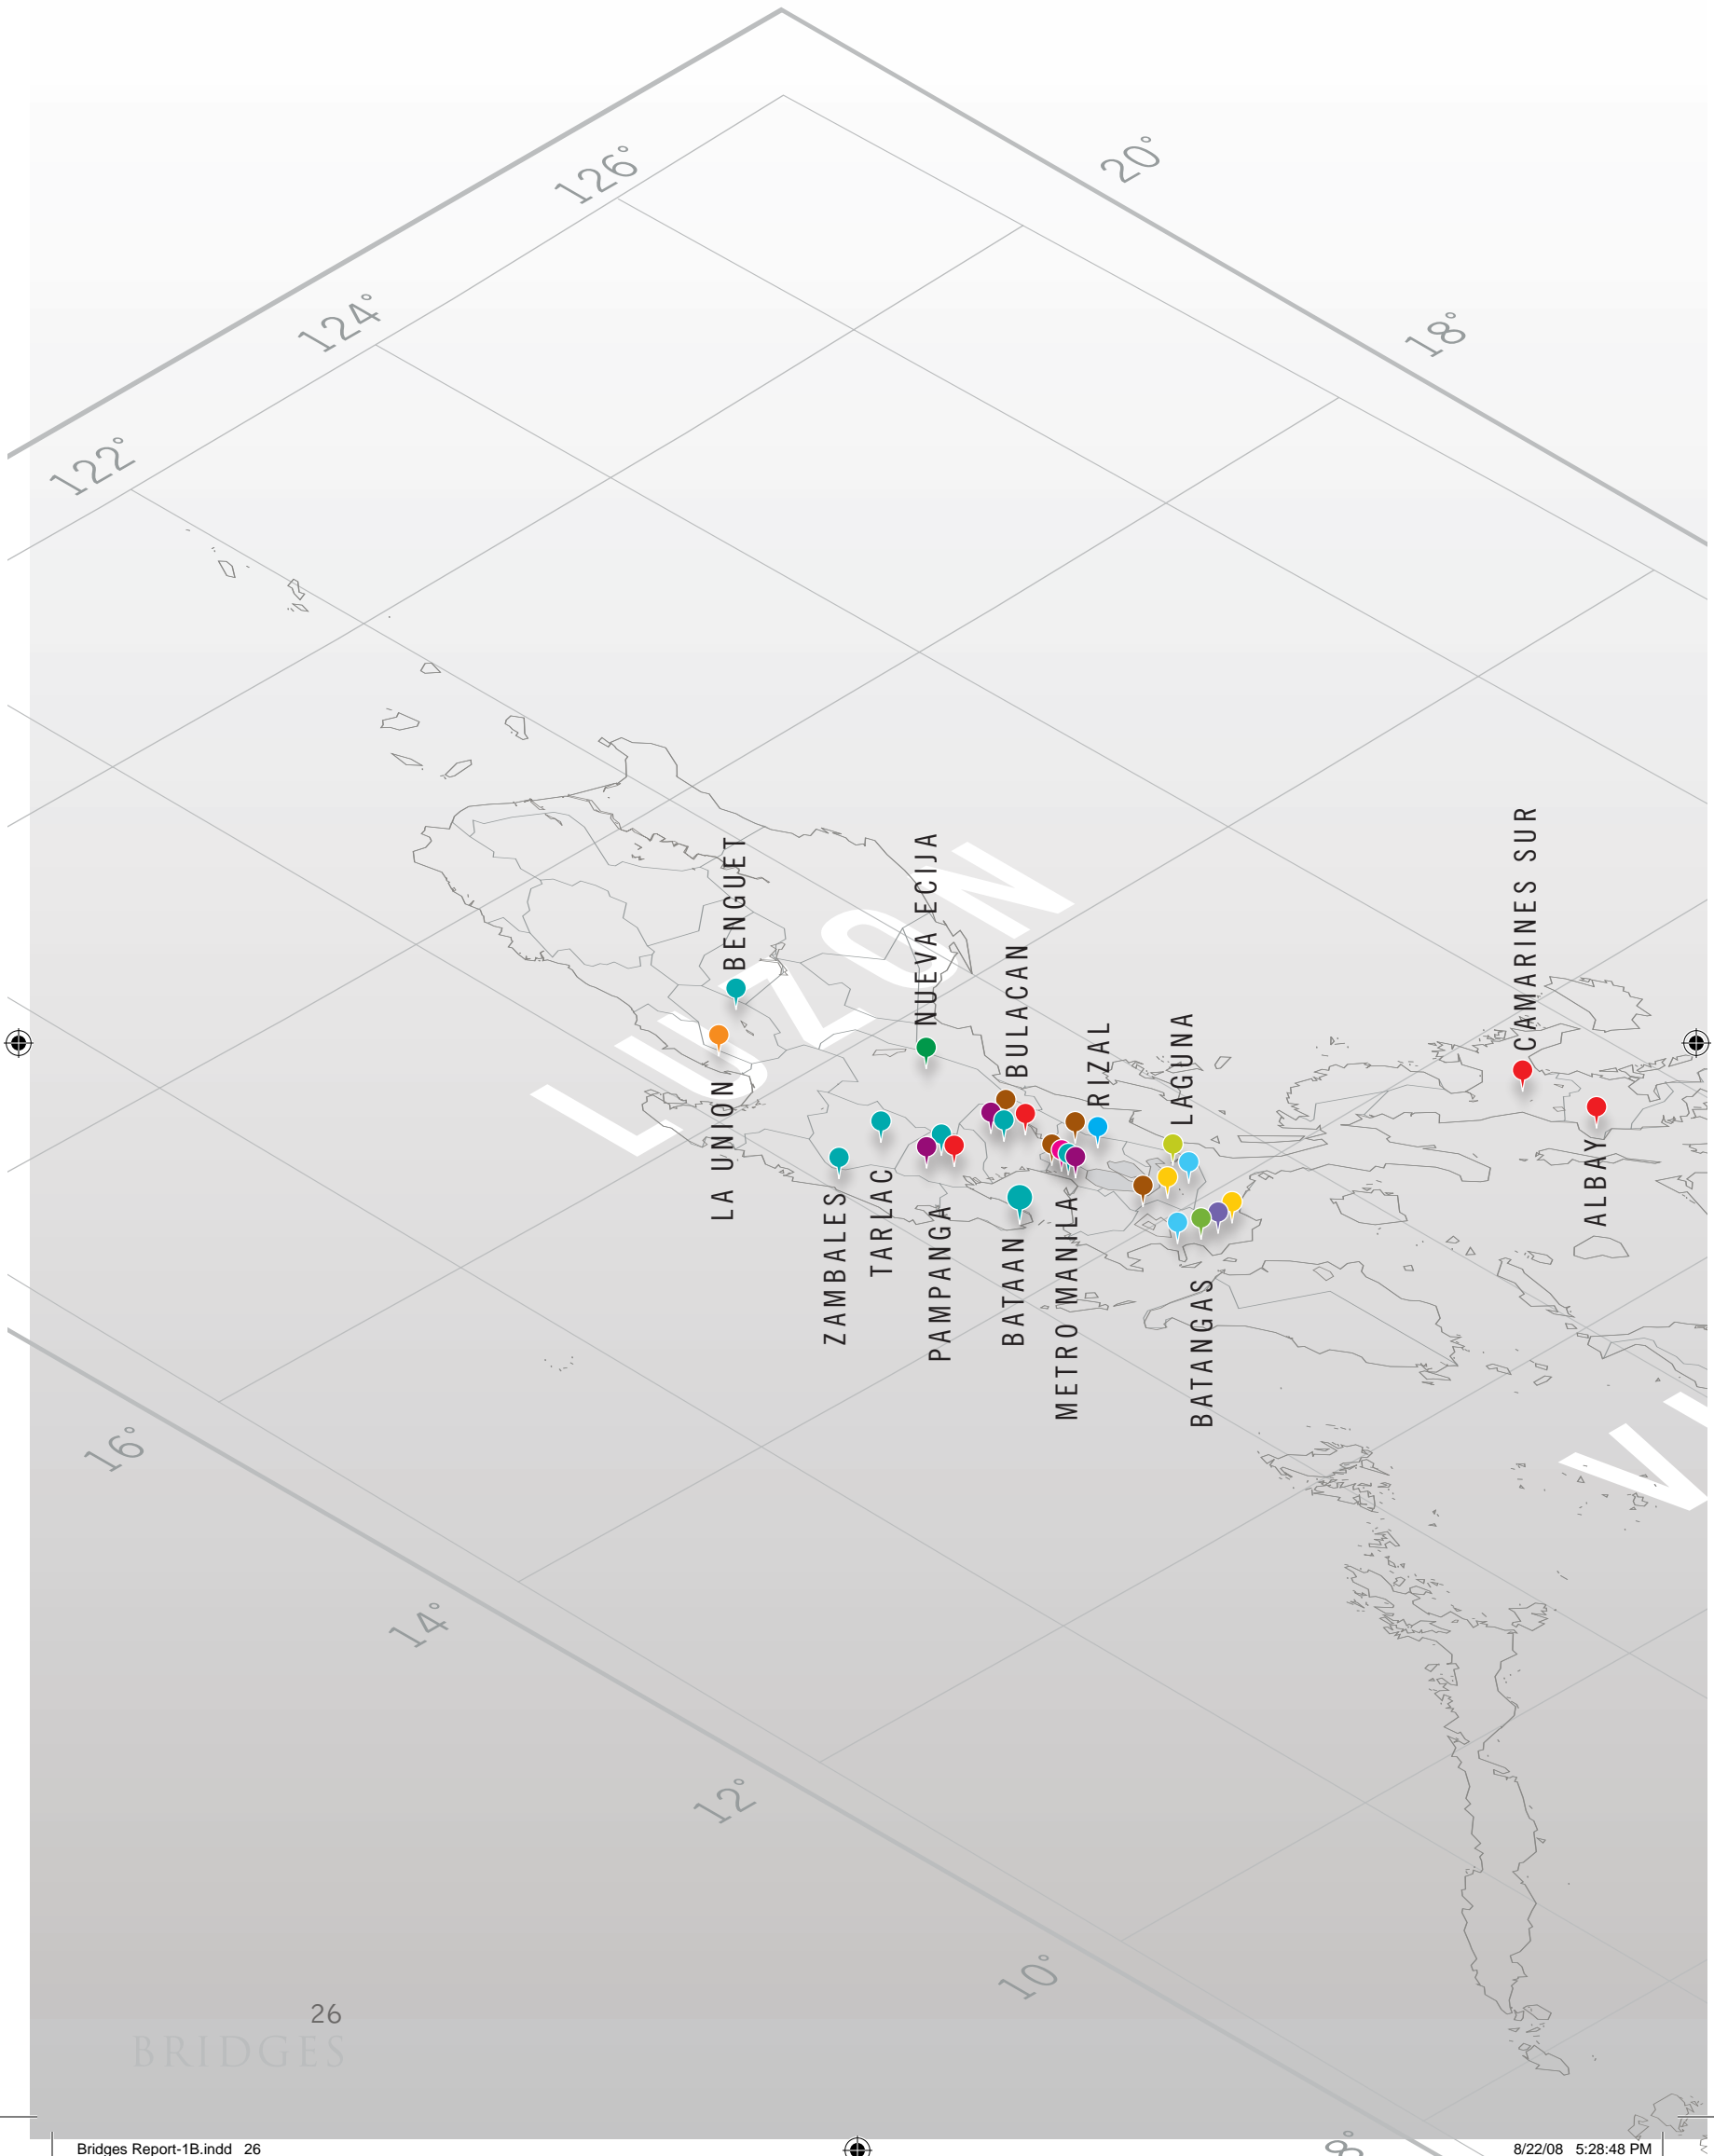 126°
20°
124°
18°
122°
LUZON
BENGUET
NUEVA ECIJA
BULACAN
RIZAL
LAGUNA
CAMARINES SUR
LA UNION
ZAMBALES
TARLAC
PAMPANGA
BATAAN
METRO MANILA
BATANGAS
ALBAY
16°
14°
12°
10°
8°
26
BRIDGES
Bridges Report-1B.indd 26
8/22/08 5:28:48 PM